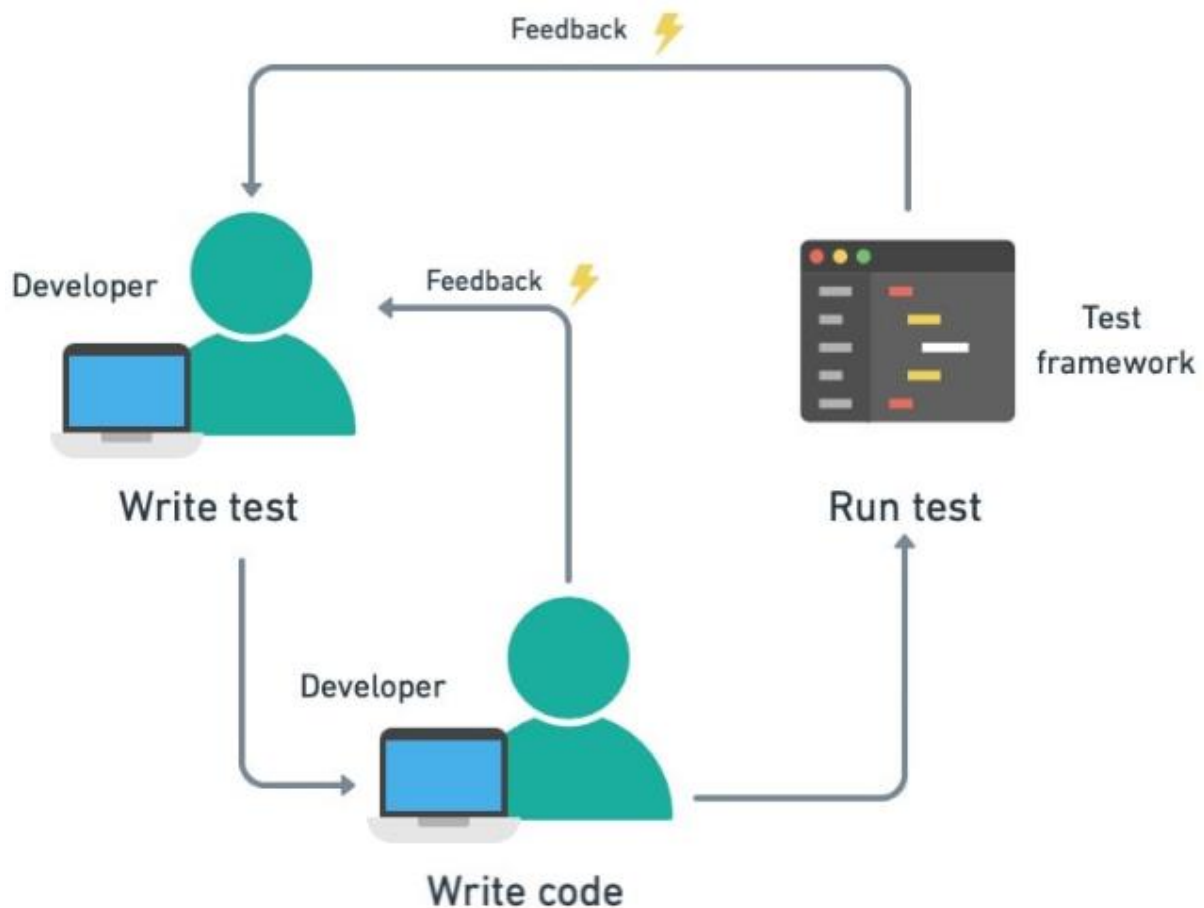 Feedback
Developer
Feedback
Test
framework
Write test
Run test
Developer
Write code